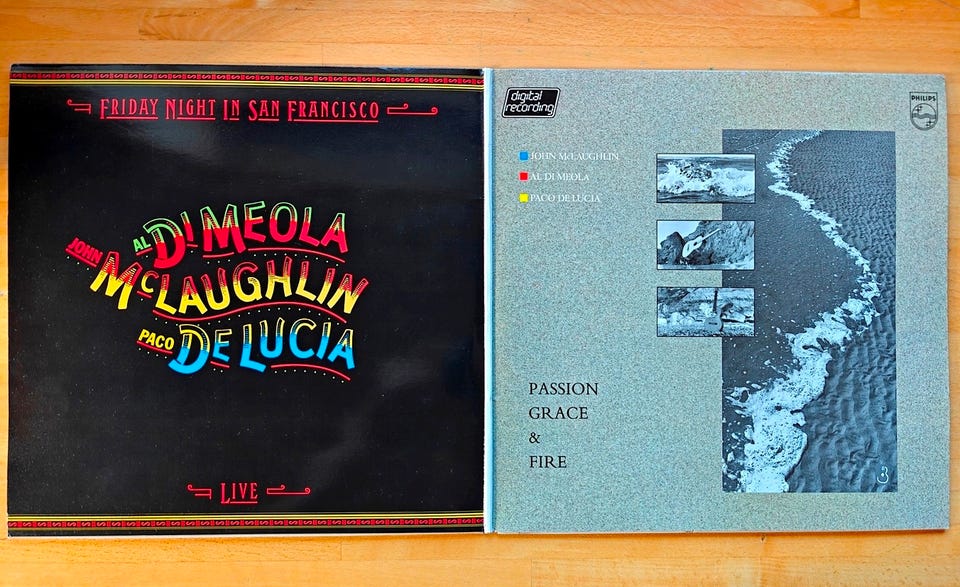 FRIDAY NIGHT IN SAN FRANCISCO
AL DI MEOLA
JOHN McLAUGHLIN
PACO DE LUCIA
LIVE
digital
recording
PHILIPS
JOHN McLAUGHLIN
AL DI MEOLA
PACO DE LUCIA
PASSION
GRACE
&
FIRE